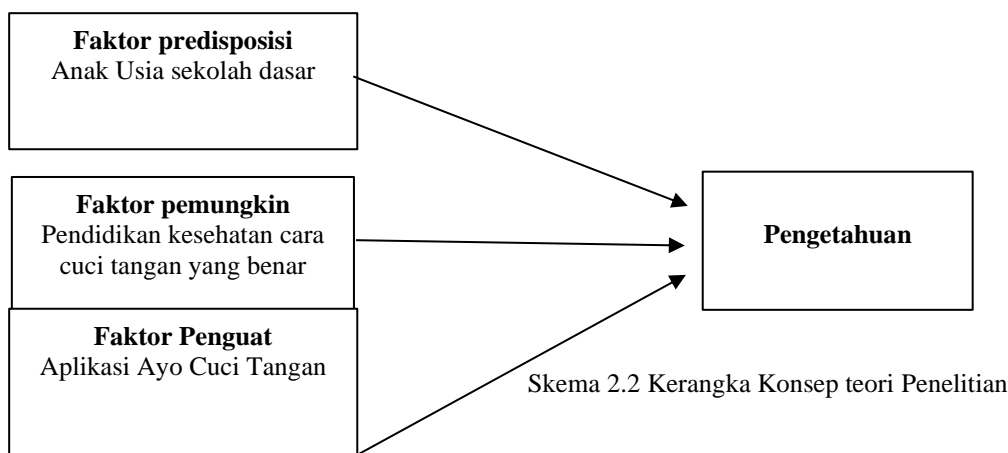 Faktor predisposisi
Anak Usia sekolah dasar
Faktor pemungkin
Pendidikan kesehatan cara
cuci tangan yang benar
Faktor Penguat
Aplikasi Ayo Cuci Tangan
Pengetahuan
Skema 2.2 Kerangka Konsep teori Penelitian